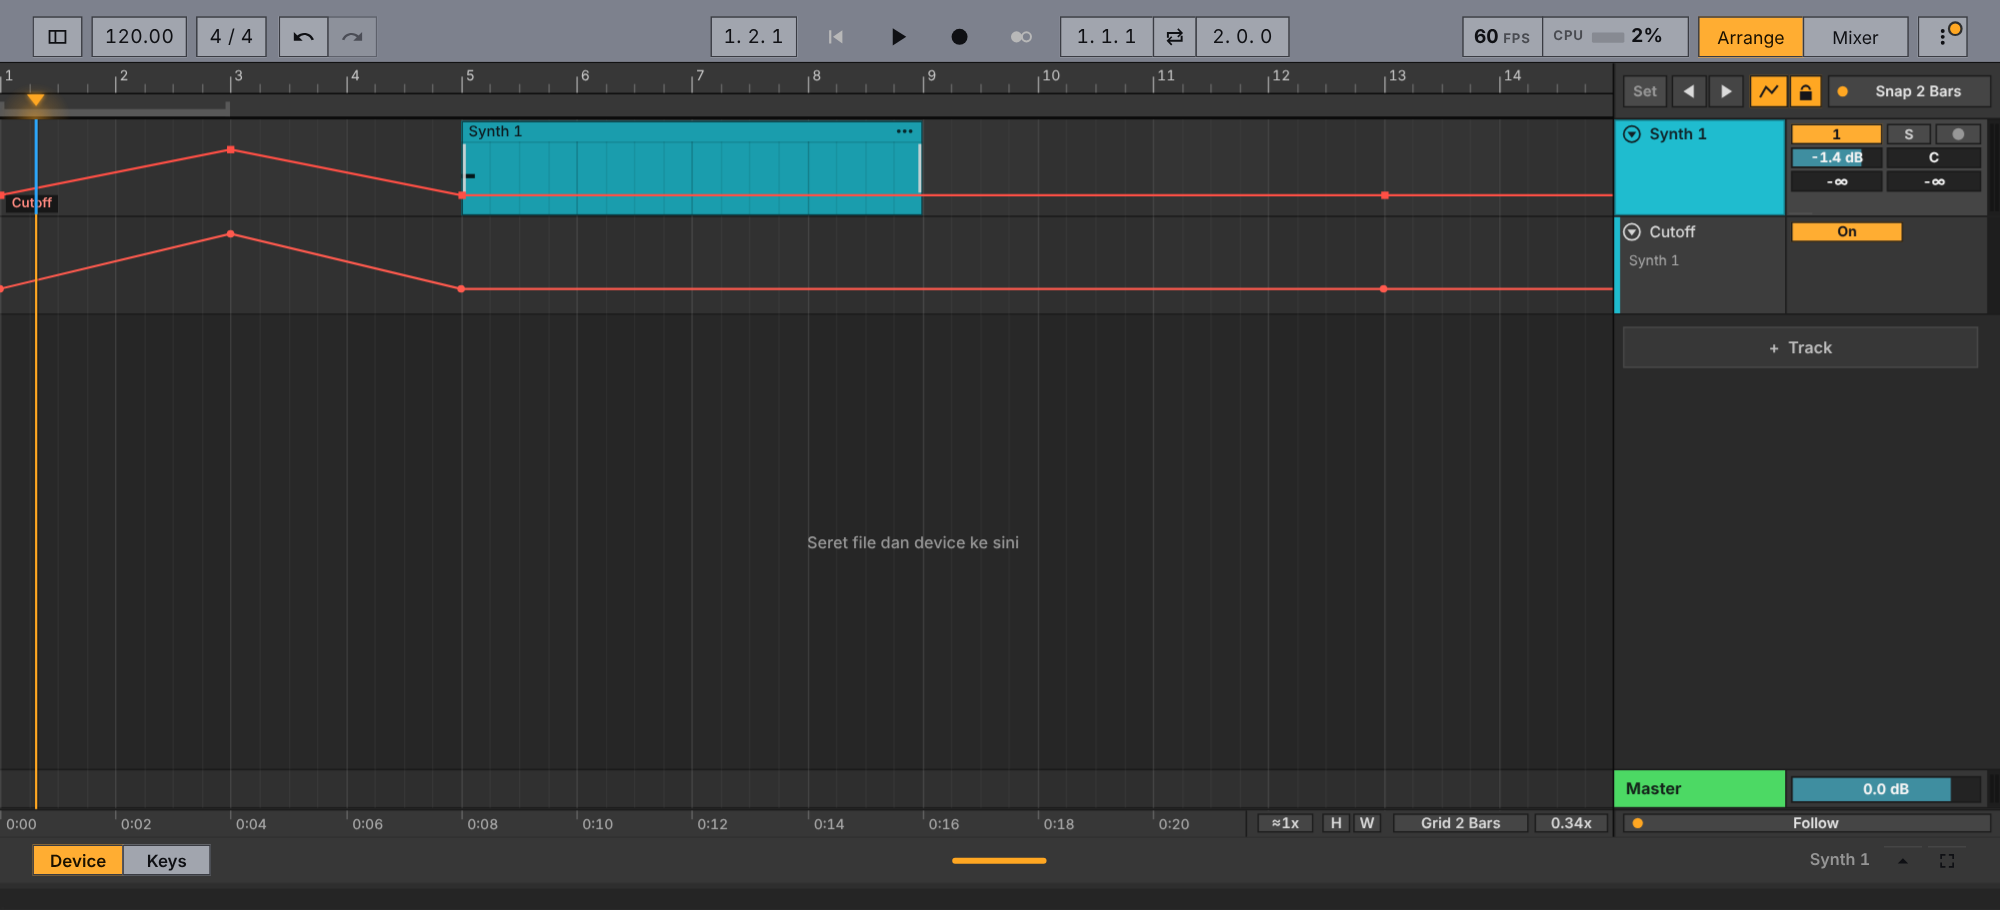 120.00 4 / 4 1. 2. 1 1. 1. 1 2. 0. 0 60 FPS CPU 2% Arrange Mixer
1 2 3 4 5 6 7 8 9 10 11 12 13 14
Set Snap 2 Bars
Synth 1 ••• Synth 1 1 S
-1.4 dB C
-∞ -∞
Cutoff
Cutoff On
Synth 1
+ Track
Seret file dan device ke sini
Master 0.0 dB
0:00 0:02 0:04 0:06 0:08 0:10 0:12 0:14 0:16 0:18 0:20 ≈1x H W Grid 2 Bars 0.34x Follow
Device Keys Synth 1